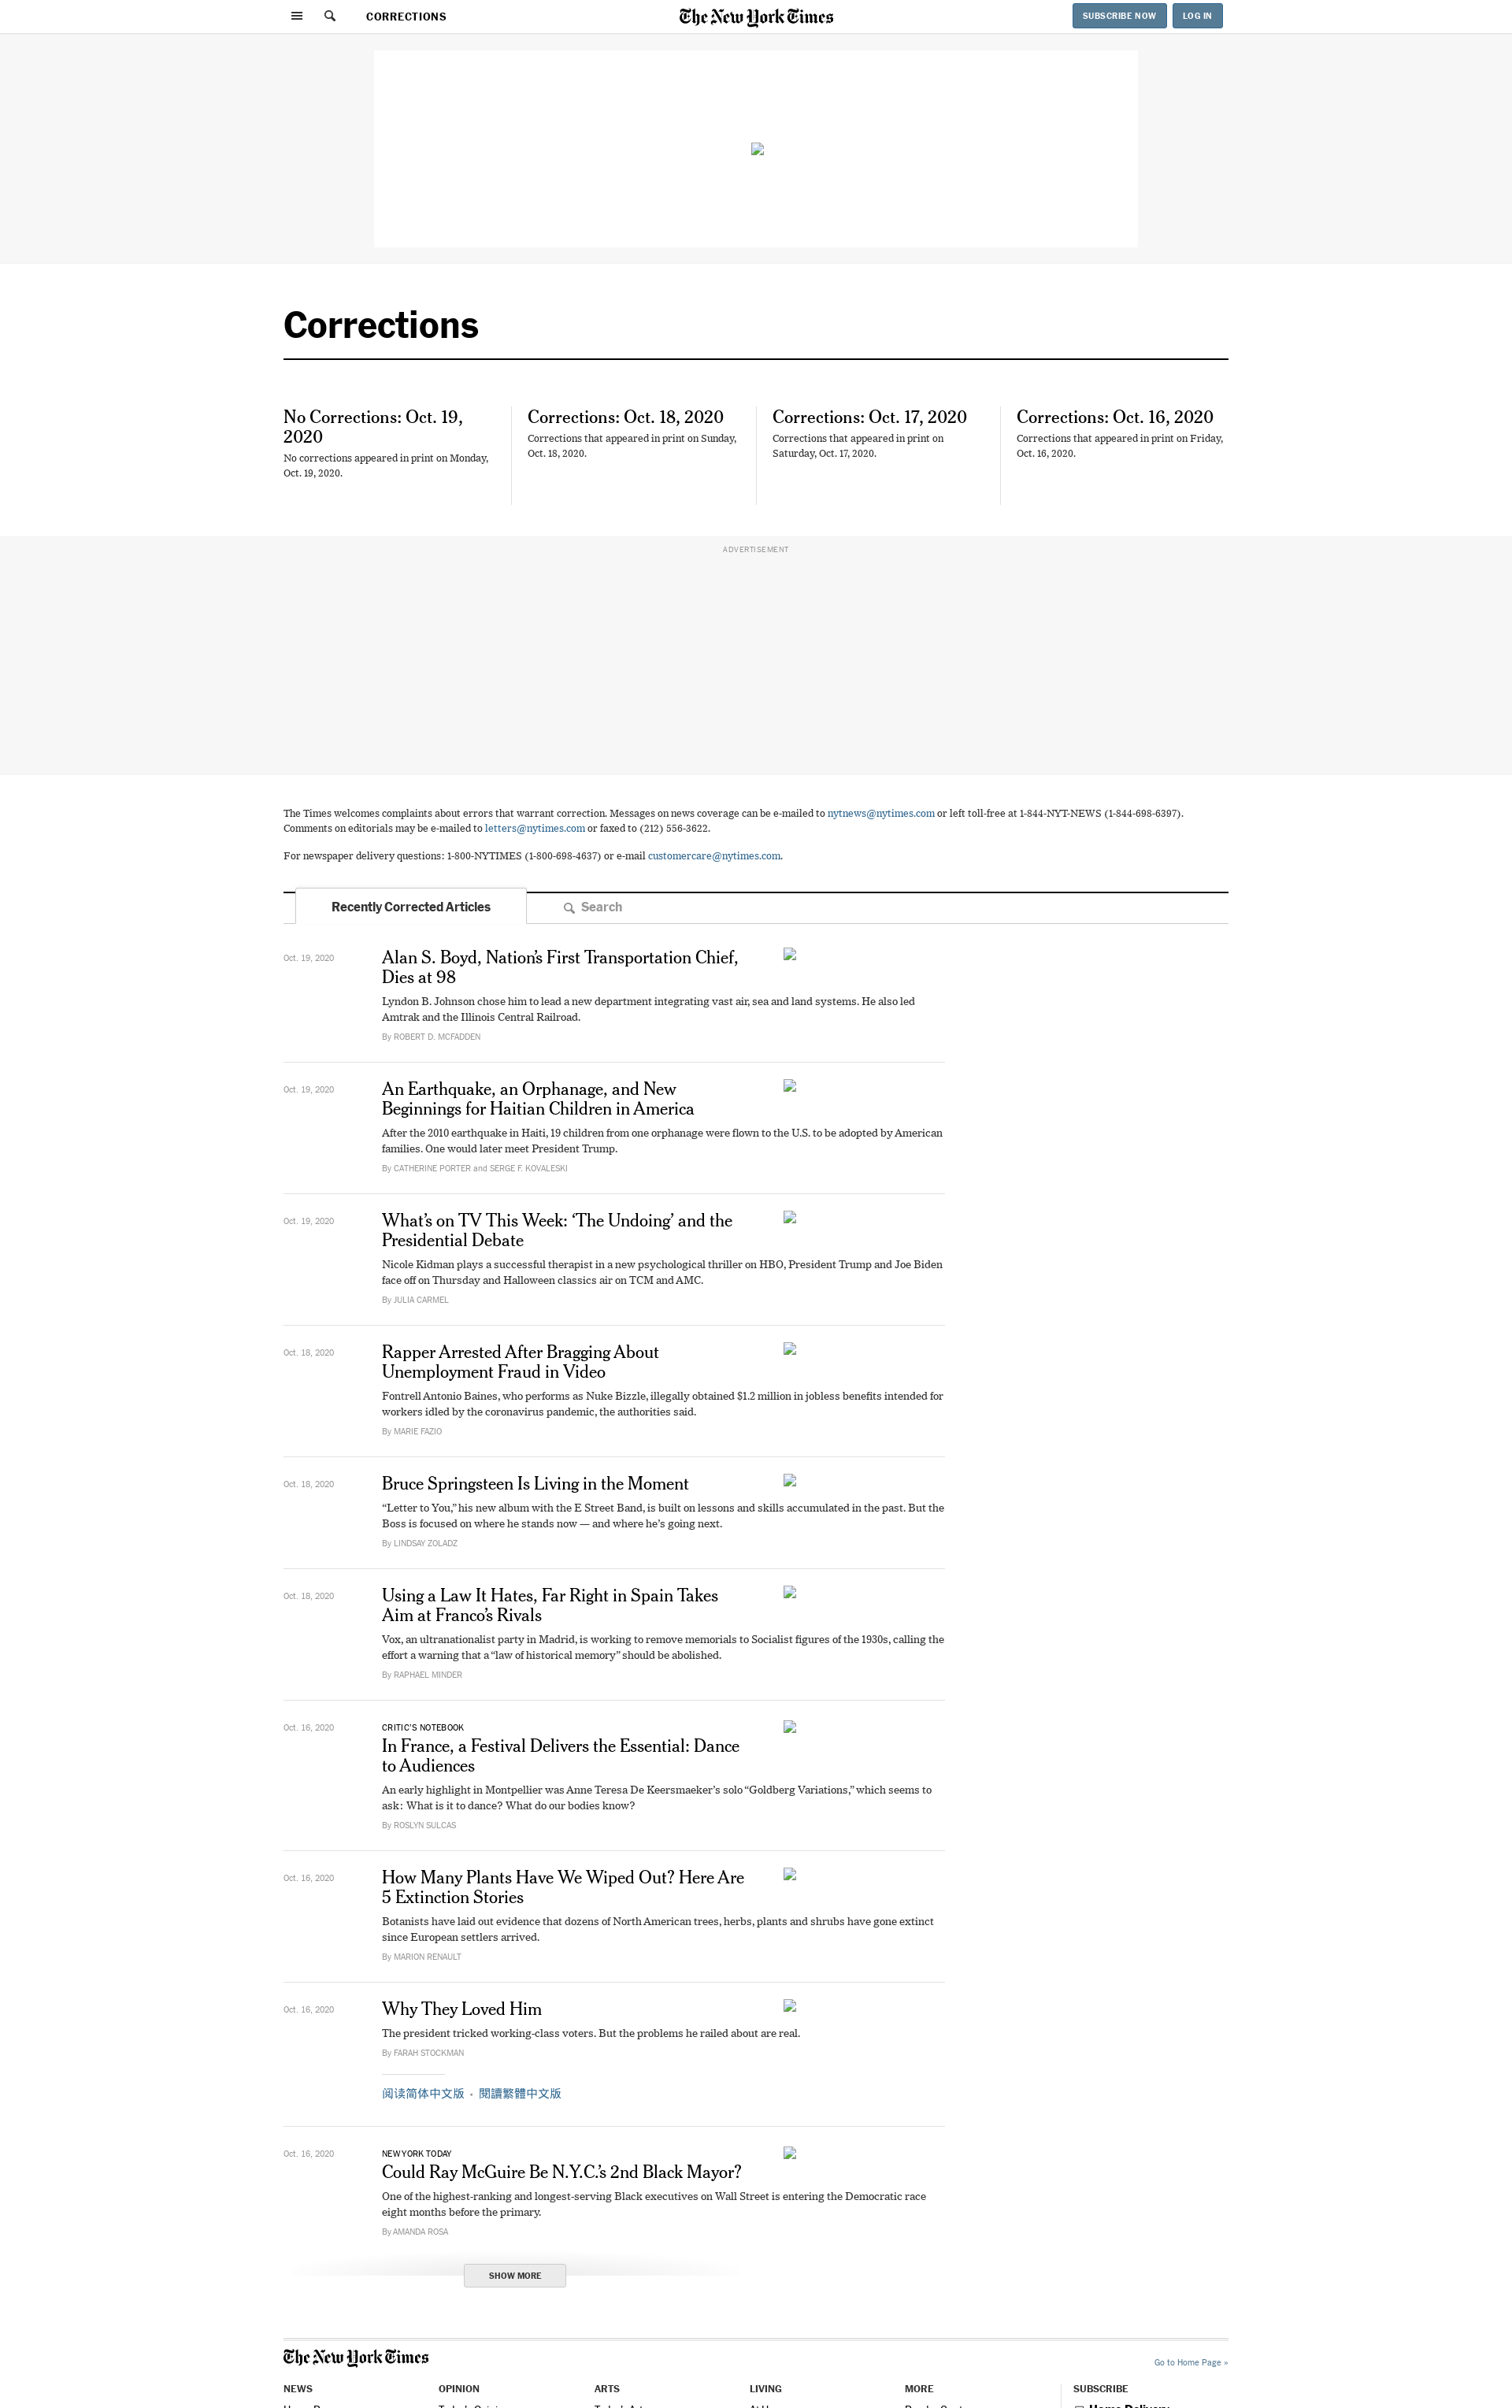 CORRECTIONS
The New York Times
SUBSCRIBE NOW
LOG IN
Corrections
No Corrections: Oct. 19,
2020
No corrections appeared in print on Monday,
Oct. 19, 2020.
Corrections: Oct. 18, 2020
Corrections that appeared in print on Sunday,
Oct. 18, 2020.
Corrections: Oct. 17, 2020
Corrections that appeared in print on
Saturday, Oct. 17, 2020.
Corrections: Oct. 16, 2020
Corrections that appeared in print on Friday,
Oct. 16, 2020.
ADVERTISEMENT
The Times welcomes complaints about errors that warrant correction. Messages on news coverage can be e-mailed to nytnews@nytimes.com or left toll-free at 1-844-NYT-NEWS (1-844-698-6397).
Comments on editorials may be e-mailed to letters@nytimes.com or faxed to (212) 556-3622.
For newspaper delivery questions: 1-800-NYTIMES (1-800-698-4637) or e-mail customercare@nytimes.com.
Recently Corrected Articles
Search
Oct. 19, 2020
Alan S. Boyd, Nation’s First Transportation Chief,
Dies at 98
Lyndon B. Johnson chose him to lead a new department integrating vast air, sea and land systems. He also led
Amtrak and the Illinois Central Railroad.
By ROBERT D. MCFADDEN
Oct. 19, 2020
An Earthquake, an Orphanage, and New
Beginnings for Haitian Children in America
After the 2010 earthquake in Haiti, 19 children from one orphanage were flown to the U.S. to be adopted by American
families. One would later meet President Trump.
By CATHERINE PORTER and SERGE F. KOVALESKI
Oct. 19, 2020
What’s on TV This Week: ‘The Undoing’ and the
Presidential Debate
Nicole Kidman plays a successful therapist in a new psychological thriller on HBO, President Trump and Joe Biden
face off on Thursday and Halloween classics air on TCM and AMC.
By JULIA CARMEL
Oct. 18, 2020
Rapper Arrested After Bragging About
Unemployment Fraud in Video
Fontrell Antonio Baines, who performs as Nuke Bizzle, illegally obtained $1.2 million in jobless benefits intended for
workers idled by the coronavirus pandemic, the authorities said.
By MARIE FAZIO
Oct. 18, 2020
Bruce Springsteen Is Living in the Moment
“Letter to You,” his new album with the E Street Band, is built on lessons and skills accumulated in the past. But the
Boss is focused on where he stands now — and where he’s going next.
By LINDSAY ZOLADZ
Oct. 18, 2020
Using a Law It Hates, Far Right in Spain Takes
Aim at Franco’s Rivals
Vox, an ultranationalist party in Madrid, is working to remove memorials to Socialist figures of the 1930s, calling the
effort a warning that a “law of historical memory” should be abolished.
By RAPHAEL MINDER
Oct. 16, 2020
CRITIC’S NOTEBOOK
In France, a Festival Delivers the Essential: Dance
to Audiences
An early highlight in Montpellier was Anne Teresa De Keersmaeker’s solo “Goldberg Variations,” which seems to
ask: What is it to dance? What do our bodies know?
By ROSLYN SULCAS
Oct. 16, 2020
How Many Plants Have We Wiped Out? Here Are
5 Extinction Stories
Botanists have laid out evidence that dozens of North American trees, herbs, plants and shrubs have gone extinct
since European settlers arrived.
By MARION RENAULT
Oct. 16, 2020
Why They Loved Him
The president tricked working-class voters. But the problems he railed about are real.
By FARAH STOCKMAN
阅读简体中文版 • 閱讀繁體中文版
Oct. 16, 2020
NEW YORK TODAY
Could Ray McGuire Be N.Y.C.’s 2nd Black Mayor?
One of the highest-ranking and longest-serving Black executives on Wall Street is entering the Democratic race
eight months before the primary.
By AMANDA ROSA
SHOW MORE
The New York Times
Go to Home Page »
NEWS
OPINION
ARTS
LIVING
MORE
SUBSCRIBE